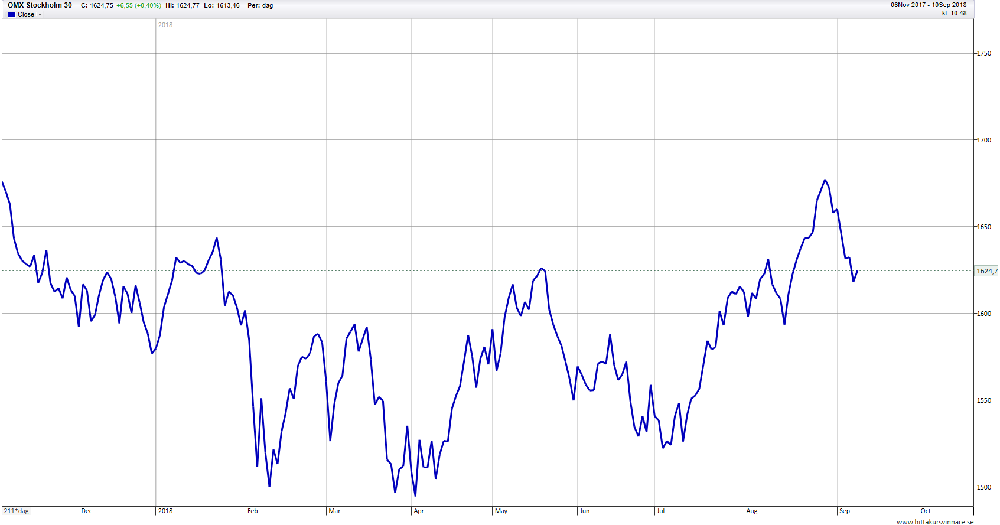 OMX Stockholm 30 C: 1624,75 +6,55 (+0,40%) Hi: 1624,77 Lo: 1613,46 Per: dag
06Nov 2017 - 10Sep 2018
Close
kl. 10:48
2018
1750
1700
1650
1624,7
1600
1550
1500
211*dag Dec 2018 Feb Mar Apr May Jun Jul Aug Sep Oct
www.hittakursvinnare.se